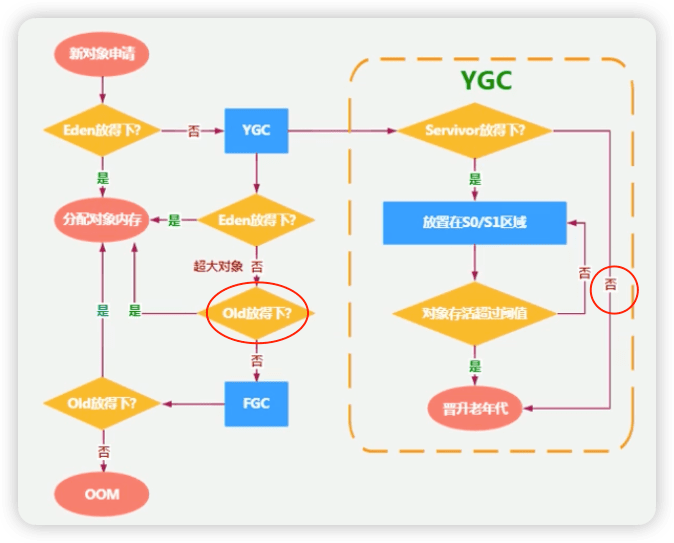 新对象申请
YGC
Eden放得下?
否
YGC
Servivor放得下?
是
是
分配对象内存
是
Eden放得下?
放置在S0/S1区域
超大对象
否
否
否
是
是
Old放得下?
对象存活超过阈值
否
是
Old放得下?
FGC
晋升老年代
否
OOM